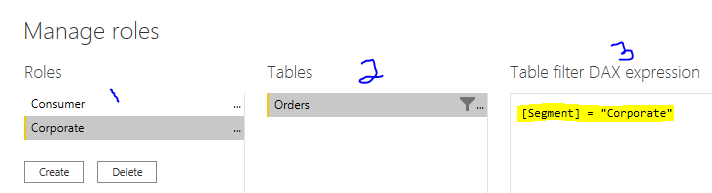 Manage roles
3
Roles
Tables
2
Table filter DAX expression
Consumer
1
...
Orders
...
[Segment] = "Corporate"
Corporate
...
Create
Delete